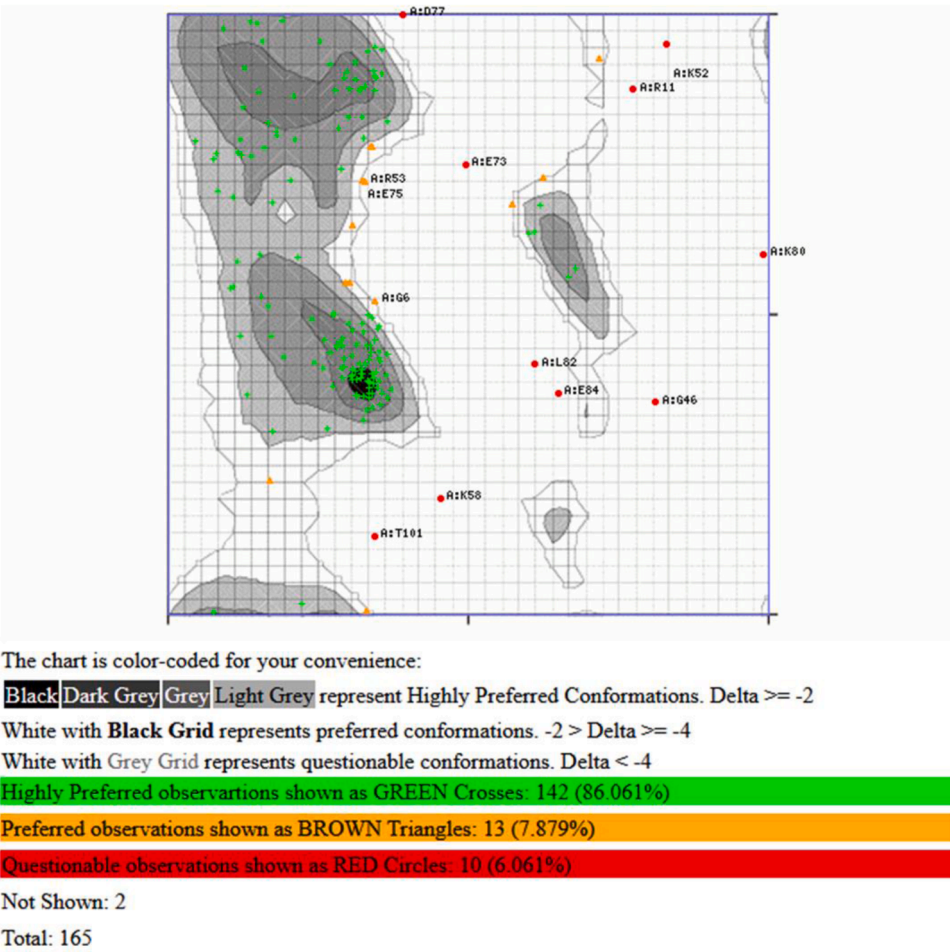 A:D77
A:K52
A:R11
A:E73
A:R53
A:E75
A:K80
A:G6
A:L82
A:E84
A:G46
A:K58
A:T101
The chart is color-coded for your convenience:
Black Dark Grey Grey Light Grey represent Highly Preferred Conformations. Delta >= -2
White with Black Grid represents preferred conformations. -2 > Delta >= -4
White with Grey Grid represents questionable conformations. Delta < -4
Highly Preferred observartions shown as GREEN Crosses: 142 (86.061%)
Preferred observations shown as BROWN Triangles: 13 (7.879%)
Questionable observations shown as RED Circles: 10 (6.061%)
Not Shown: 2
Total: 165